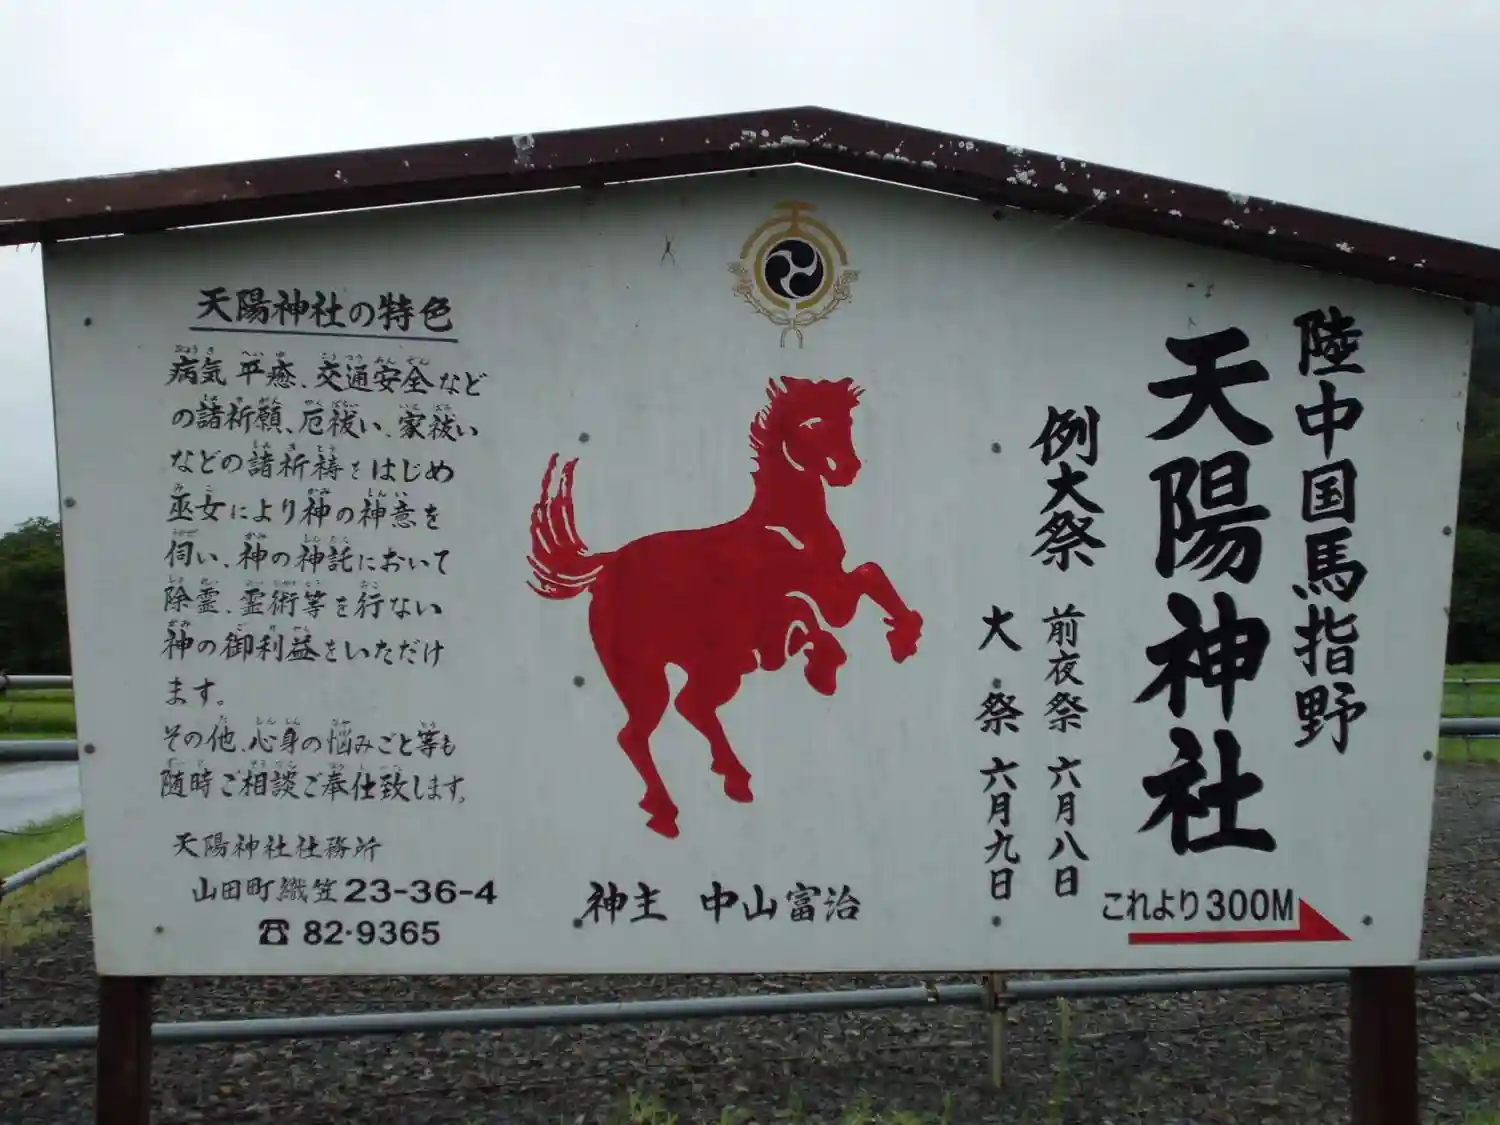 陸中国馬指野
天陽神社
例大祭
前夜祭 六月八日
大祭 六月九日
これより300M
天
神主 中山富治
天陽神社の特色
病気平癒、交通安全など
の諸祈願、厄祓い、家祓い
などの諸祈祷をはじめ
巫女により神の神意を
伺い、神の神託において
除霊、霊術等を行ない
神の御利益をいただけ
ます。
その他、心身の悩みごと等も
随時ご相談ご奉仕致します。
天陽神社社務所
山田町織笠23-36-4
☎ 82・9365